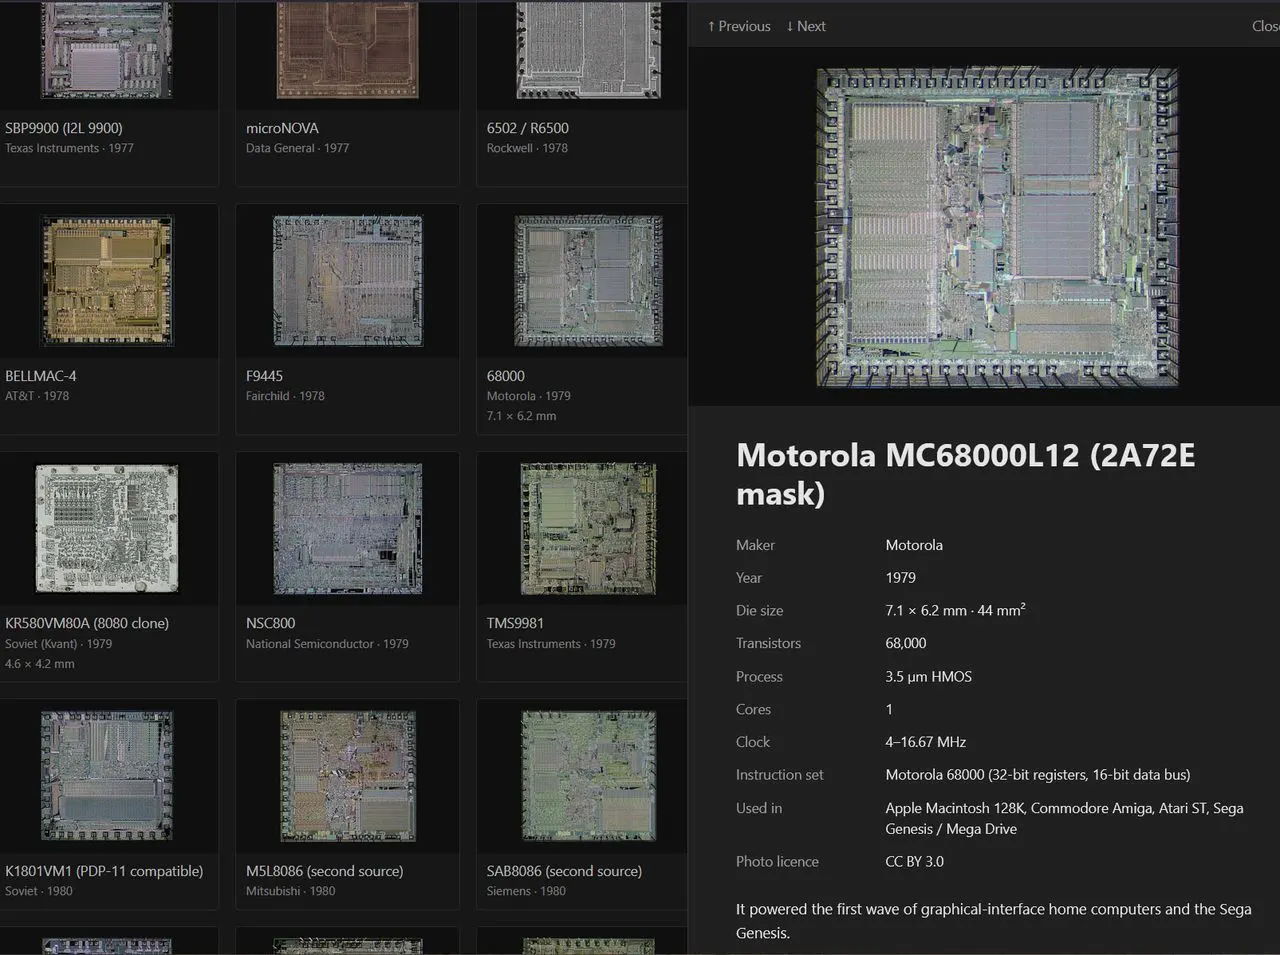 ↑ Previous ↓ Next
SBP9900 (I2L 9900)
Texas Instruments · 1977
microNOVA
Data General · 1977
6502 / R6500
Rockwell · 1978
BELLMAC-4
AT&T · 1978
F9445
Fairchild · 1978
68000
Motorola · 1979
7.1 × 6.2 mm
KR580VM80A (8080 clone)
Soviet (Kvant) · 1979
4.6 × 4.2 mm
NSC800
National Semiconductor · 1979
TMS9981
Texas Instruments · 1979
K1801VM1 (PDP-11 compatible)
Soviet · 1980
M5L8086 (second source)
Mitsubishi · 1980
SAB8086 (second source)
Siemens · 1980
Motorola MC68000L12 (2A72E
mask)
Maker Motorola
Year 1979
Die size 7.1 × 6.2 mm · 44 mm²
Transistors 68,000
Process 3.5 µm HMOS
Cores 1
Clock 4–16.67 MHz
Instruction set Motorola 68000 (32-bit registers, 16-bit data bus)
Used in Apple Macintosh 128K, Commodore Amiga, Atari ST, Sega
Genesis / Mega Drive
Photo licence CC BY 3.0
It powered the first wave of graphical-interface home computers and the Sega
Genesis.